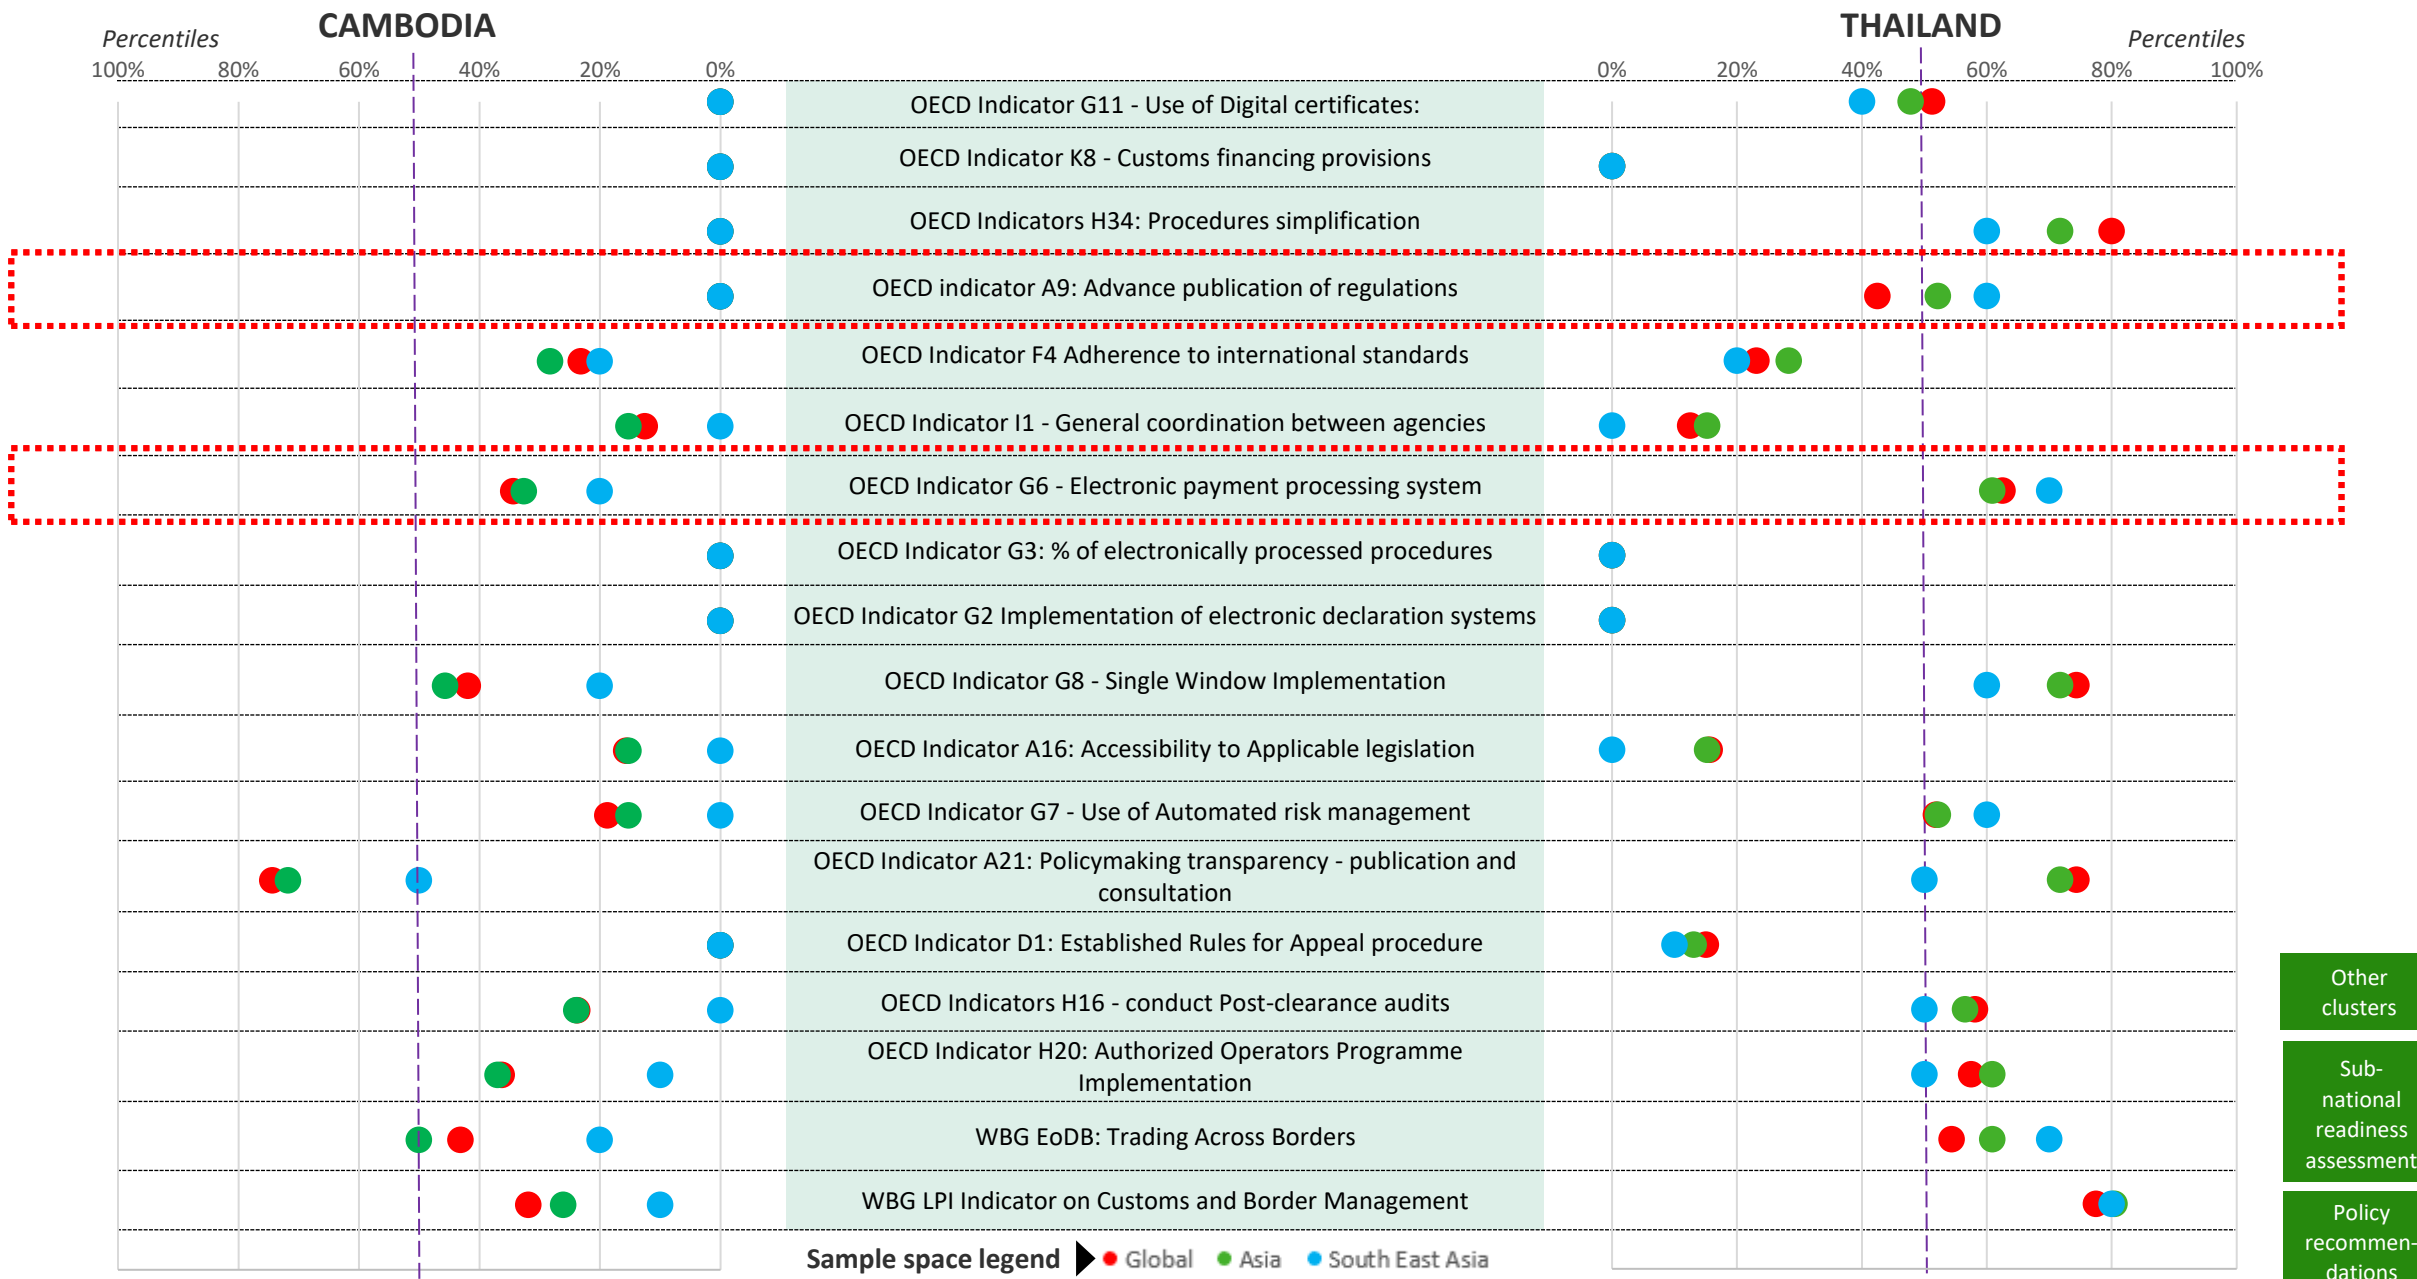 CAMBODIA
THAILAND
Percentiles
Percentiles
100% 80% 60% 40% 20% 0%
0% 20% 40% 60% 80% 100%
OECD Indicator G11 - Use of Digital certificates:
OECD Indicator K8 - Customs financing provisions
OECD Indicators H34: Procedures simplification
OECD indicator A9: Advance publication of regulations
OECD Indicator F4 Adherence to international standards
OECD Indicator I1 - General coordination between agencies
OECD Indicator G6 - Electronic payment processing system
OECD Indicator G3: % of electronically processed procedures
OECD Indicator G2 Implementation of electronic declaration systems
OECD Indicator G8 - Single Window Implementation
OECD Indicator A16: Accessibility to Applicable legislation
OECD Indicator G7 - Use of Automated risk management
OECD Indicator A21: Policymaking transparency - publication and
consultation
OECD Indicator D1: Established Rules for Appeal procedure
OECD Indicators H16 - conduct Post-clearance audits
OECD Indicator H20: Authorized Operators Programme
Implementation
WBG EoDB: Trading Across Borders
WBG LPI Indicator on Customs and Border Management
Sample space legend Global Asia South East Asia
Other
clusters
Sub-
national
readiness
assessment
Policy
recommen-
dations